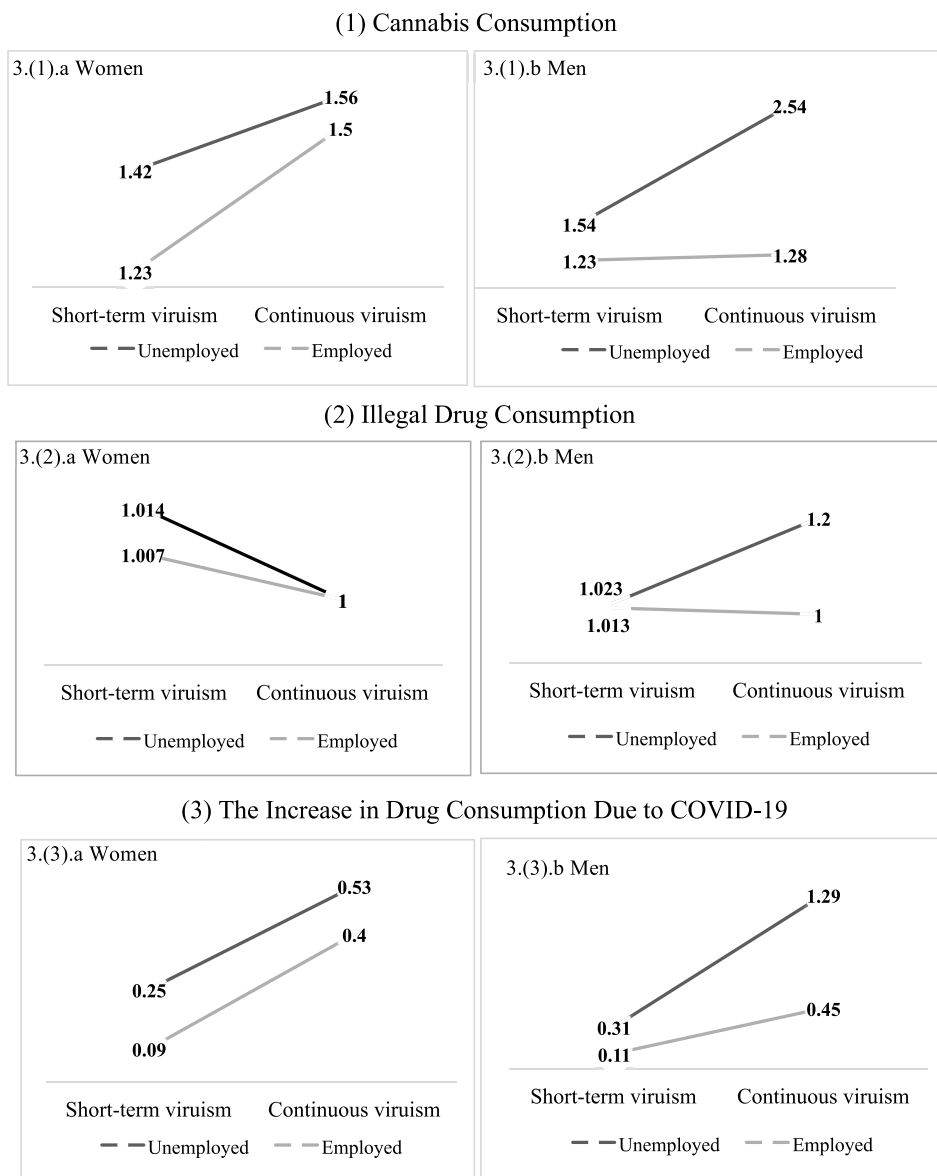 (1) Cannabis Consumption
3.(1).a Women
1.56
1.5
1.42
1.23
Short-term viruism Continuous viruism
Unemployed Employed
3.(1).b Men
2.54
1.54
1.23
1.28
Short-term viruism Continuous viruism
Unemployed Employed
(2) Illegal Drug Consumption
3.(2).a Women
1.014
1.007
1
Short-term viruism Continuous viruism
Unemployed Employed
3.(2).b Men
1.2
1.023
1.013
1
Short-term viruism Continuous viruism
Unemployed Employed
(3) The Increase in Drug Consumption Due to COVID-19
3.(3).a Women
0.53
0.4
0.25
0.09
Short-term viruism Continuous viruism
Unemployed Employed
3.(3).b Men
1.29
0.45
0.31
0.11
Short-term viruism Continuous viruism
Unemployed Employed